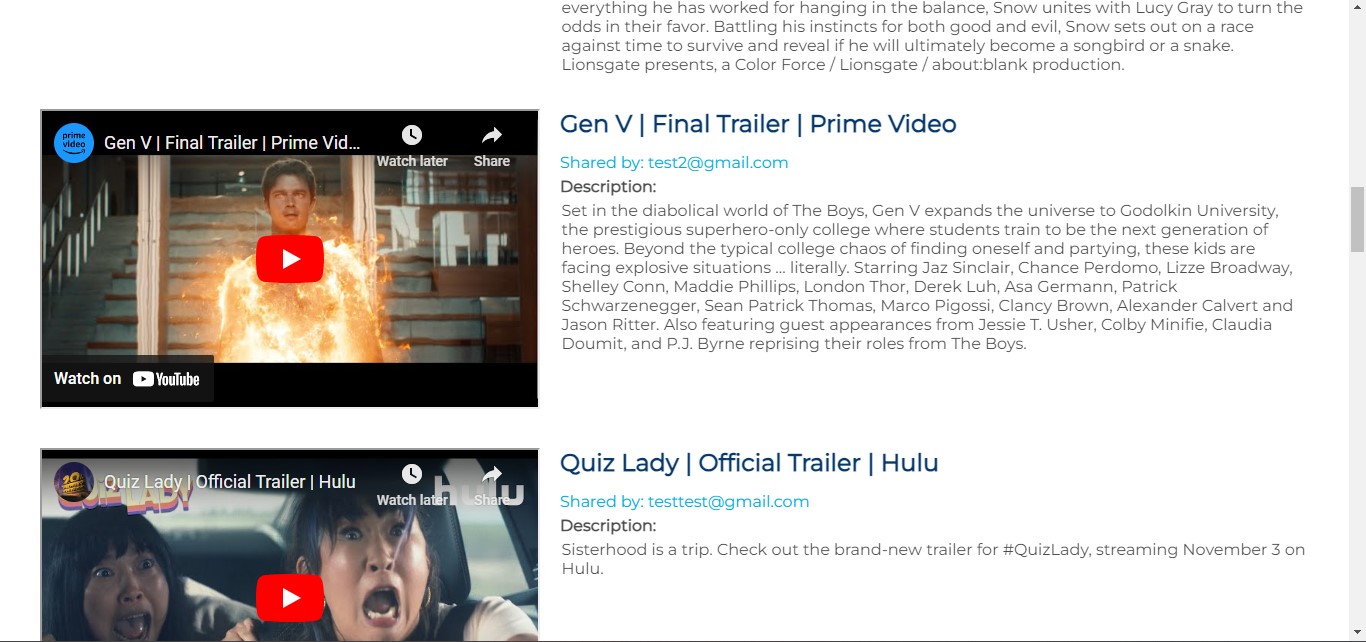 everything he has worked for hanging in the balance, Snow unites with Lucy Gray to turn the
odds in their favor. Battling his instincts for both good and evil, Snow sets out on a race
against time to survive and reveal if he will ultimately become a songbird or a snake.
Lionsgate presents, a Color Force / Lionsgate / about:blank production.
prime
video
Gen V | Final Trailer | Prime Vid...
Watch later
Share
Watch on YouTube
Gen V | Final Trailer | Prime Video
Shared by: test2@gmail.com
Description:
Set in the diabolical world of The Boys, Gen V expands the universe to Godolkin University,
the prestigious superhero-only college where students train to be the next generation of
heroes. Beyond the typical college chaos of finding oneself and partying, these kids are
facing explosive situations ... literally. Starring Jaz Sinclair, Chance Perdomo, Lizze Broadway,
Shelley Conn, Maddie Phillips, London Thor, Derek Luh, Asa Germann, Patrick
Schwarzenegger, Sean Patrick Thomas, Marco Pigossi, Clancy Brown, Alexander Calvert and
Jason Ritter. Also featuring guest appearances from Jessie T. Usher, Colby Minifie, Claudia
Doumit, and P.J. Byrne reprising their roles from The Boys.
Quiz Lady | Official Trailer | Hulu
Watch later
Share
QUIZ LADY
hulu
Quiz Lady | Official Trailer | Hulu
Shared by: testtest@gmail.com
Description:
Sisterhood is a trip. Check out the brand-new trailer for #QuizLady, streaming November 3 on
Hulu.